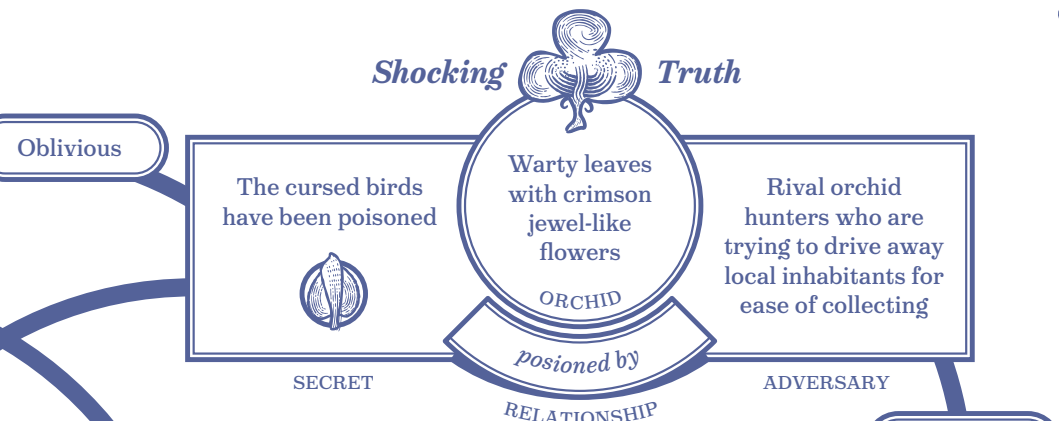 Shocking Truth
Oblivious
The cursed birds
have been poisoned
SECRET
Warty leaves
with crimson
jewel-like
flowers
ORCHID
posioned by
RELATIONSHIP
Rival orchid
hunters who are
trying to drive away
local inhabitants for
ease of collecting
ADVERSARY